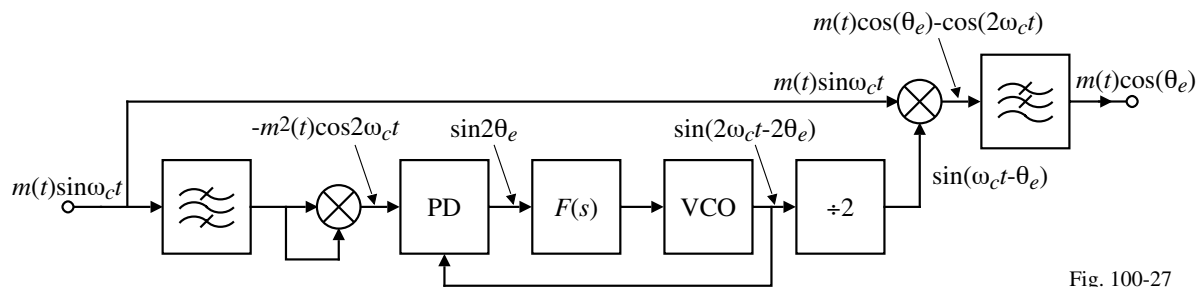 m(t)cos(θe)-cos(2ωct)
m(t)sinωct
m(t)cos(θe)
-m²(t)cos2ωct
sin2θe
sin(2ωct-2θe)
m(t)sinωct
sin(ωct-θe)
PD
F(s)
VCO
÷2
Fig. 100-27